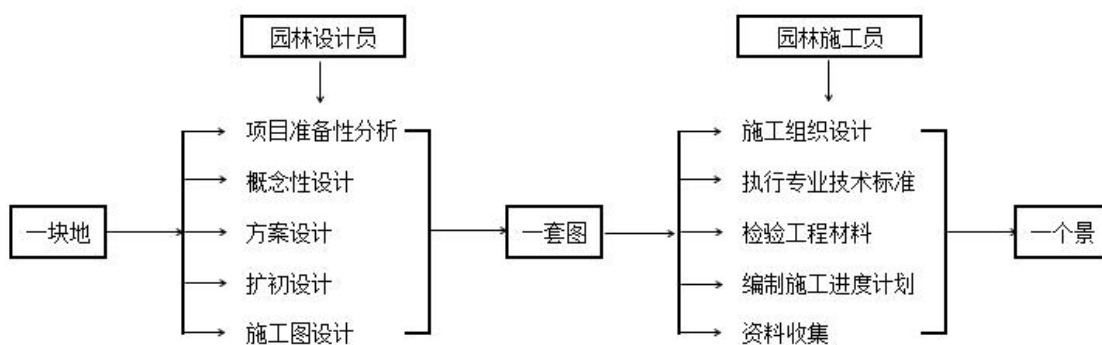 园林设计员
园林施工员
项目准备性分析
概念性设计
方案设计
扩初设计
施工图设计
施工组织设计
执行专业技术标准
检验工程材料
编制施工进度计划
资料收集
一块地
一套图
一个景